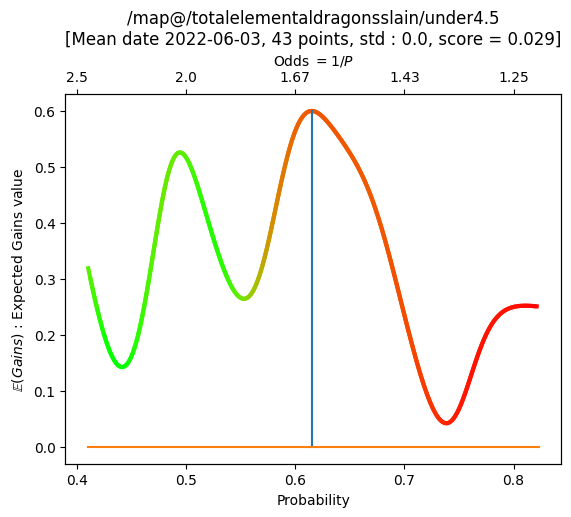 /map@/totalelementaldragonsslain/under4.5
[Mean date 2022-06-03, 43 points, std : 0.0, score = 0.029]
Odds = 1/P
2.5 2.0 1.67 1.43 1.25
0.6
0.5
0.4
0.3
0.2
0.1
0.0
𝔼(Gains) : Expected Gains value
0.4 0.5 0.6 0.7 0.8
Probability